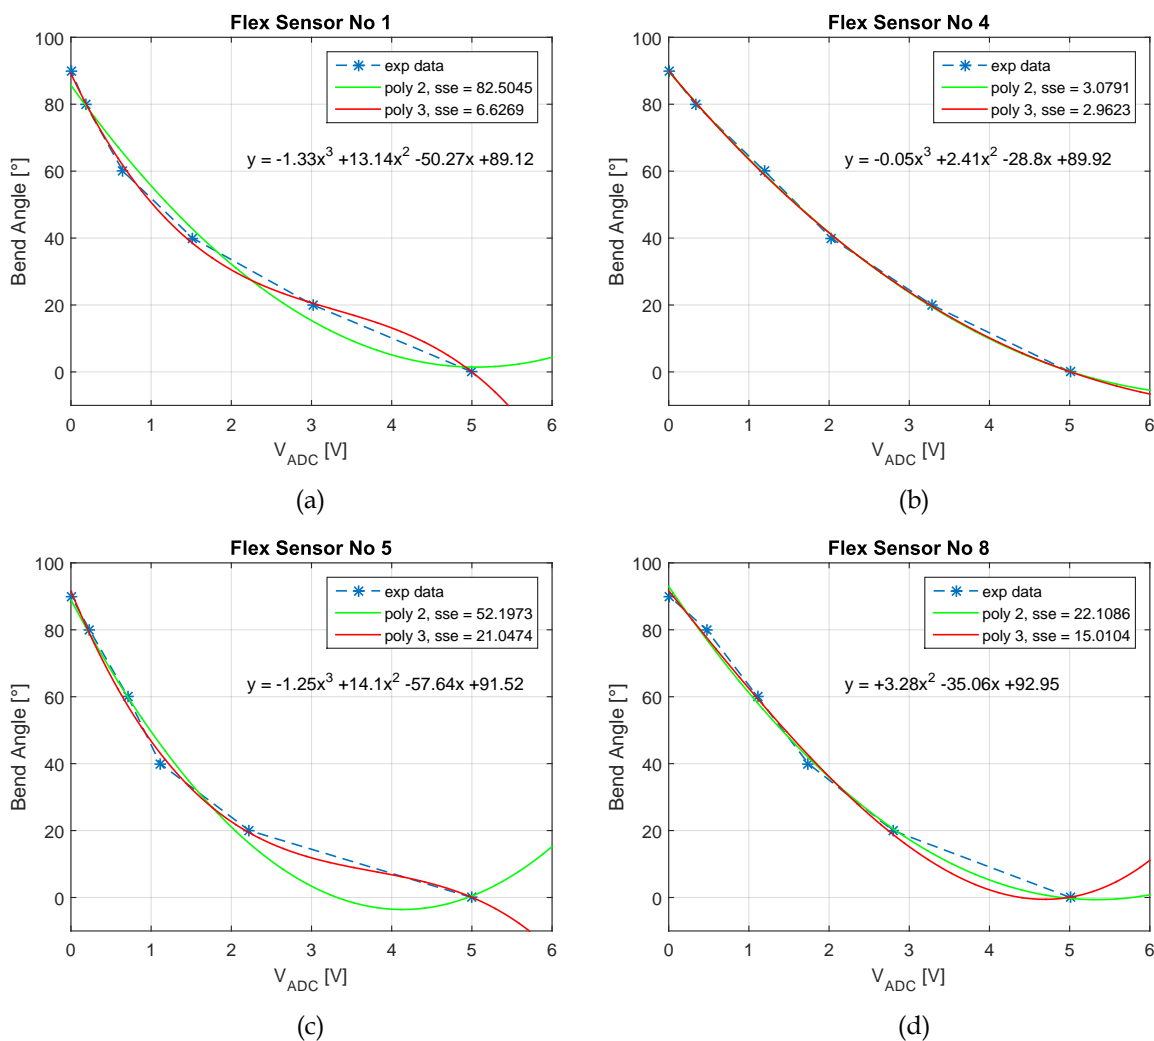 Flex Sensor No 1
100
80
60
40
20
0
Bend Angle [°]
exp data
poly 2, sse = 82.5045
poly 3, sse = 6.6269
y = -1.33x³ +13.14x² -50.27x +89.12
0 1 2 3 4 5 6
V_ADC [V]
(a)
Flex Sensor No 4
100
80
60
40
20
0
Bend Angle [°]
exp data
poly 2, sse = 3.0791
poly 3, sse = 2.9623
y = -0.05x³ +2.41x² -28.8x +89.92
0 1 2 3 4 5 6
V_ADC [V]
(b)
Flex Sensor No 5
100
80
60
40
20
0
Bend Angle [°]
exp data
poly 2, sse = 52.1973
poly 3, sse = 21.0474
y = -1.25x³ +14.1x² -57.64x +91.52
0 1 2 3 4 5 6
V_ADC [V]
(c)
Flex Sensor No 8
100
80
60
40
20
0
Bend Angle [°]
exp data
poly 2, sse = 22.1086
poly 3, sse = 15.0104
y = +3.28x² -35.06x +92.95
0 1 2 3 4 5 6
V_ADC [V]
(d)